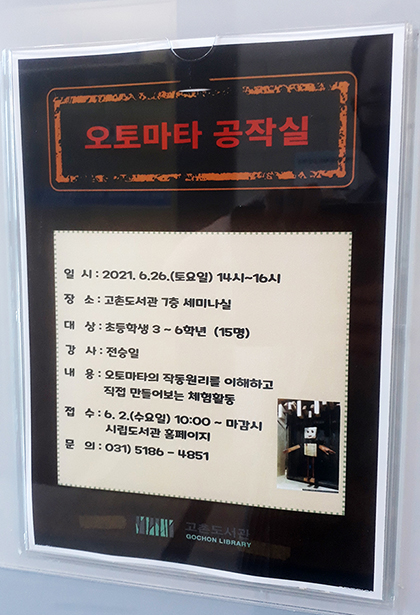 오토마타 공작실
일 시 : 2021. 6.26.(토요일) 14시~16시
장 소 : 고촌도서관 7층 세미나실
대 상 : 초등학생 3 ~ 6학년 (15명)
강 사 : 전승일
내 용 : 오토마타의 작동원리를 이해하고
직접 만들어보는 체험활동
접 수 : 6. 2.(수요일) 10:00 ~ 마감시
시립도서관 홈페이지
문 의 : 031) 5186 - 4851
고촌도서관
GOCHON LIBRARY